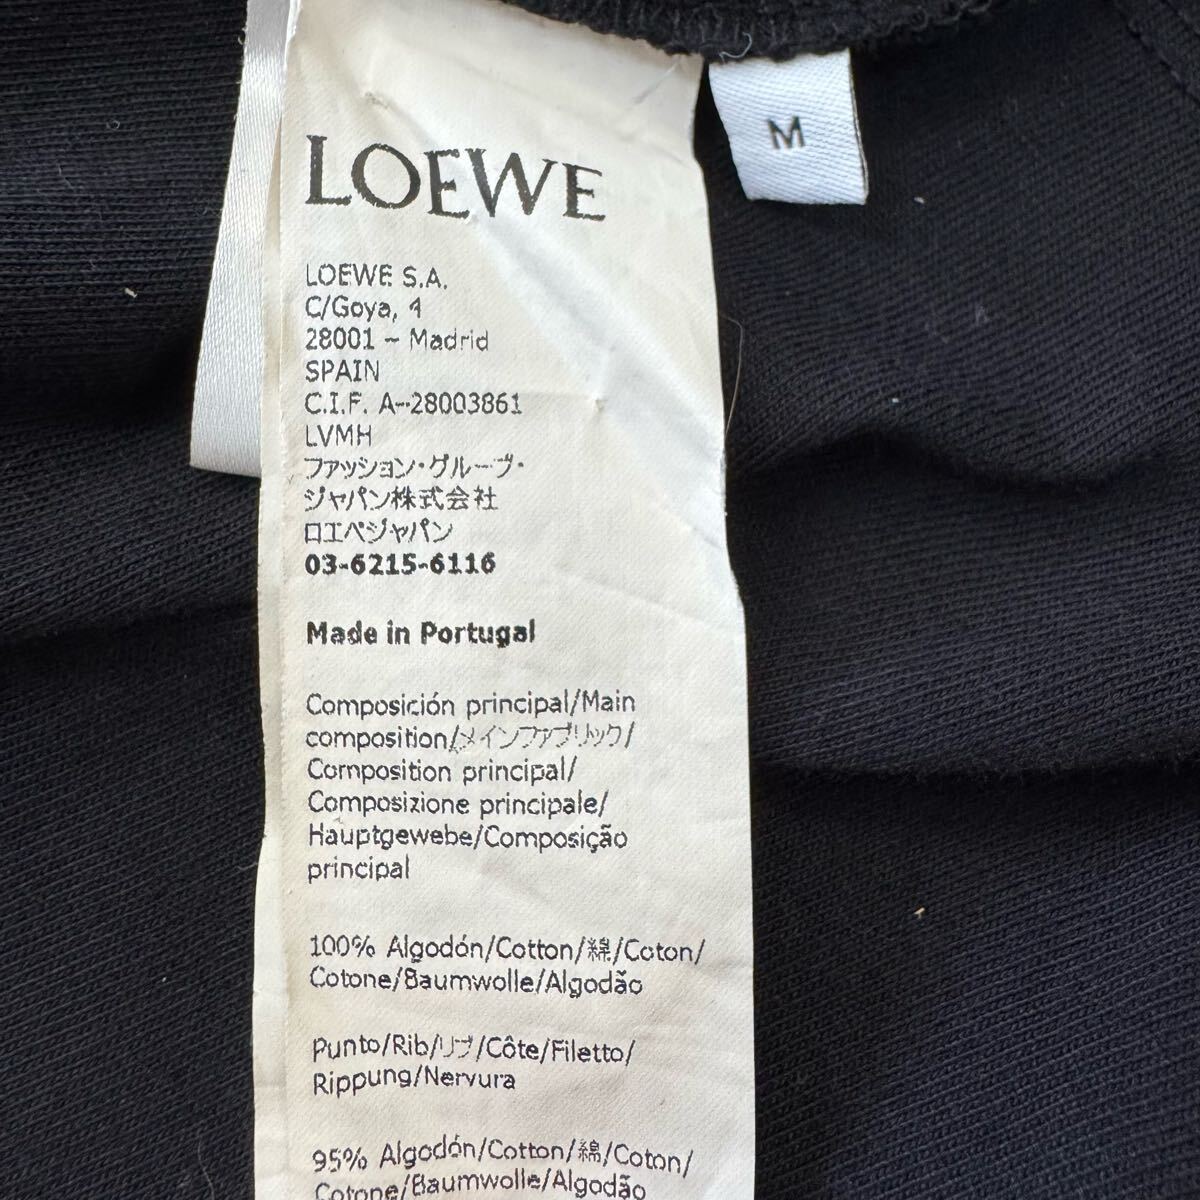 LOEWE
M
LOEWE S.A.
C/Goya, 4
28001 - Madrid
SPAIN
C.I.F. A-28003861
LVMH
ファッション・グループ・
ジャパン株式会社
ロエベジャパン
03-6215-6116
Made in Portugal
Composición principal/Main
composition/メインファブリック/
Composition principal/
Composizione principale/
Hauptgewebe/Composição
principal
100% Algodón/Cotton/綿/Coton/
Cotone/Baumwolle/Algodão
Punto/Rib/リブ/Côte/Filetto/
Rippung/Nervura
95% Algodón/Cotton/綿/Coton/
Cotone/Baumwolle/Algodão